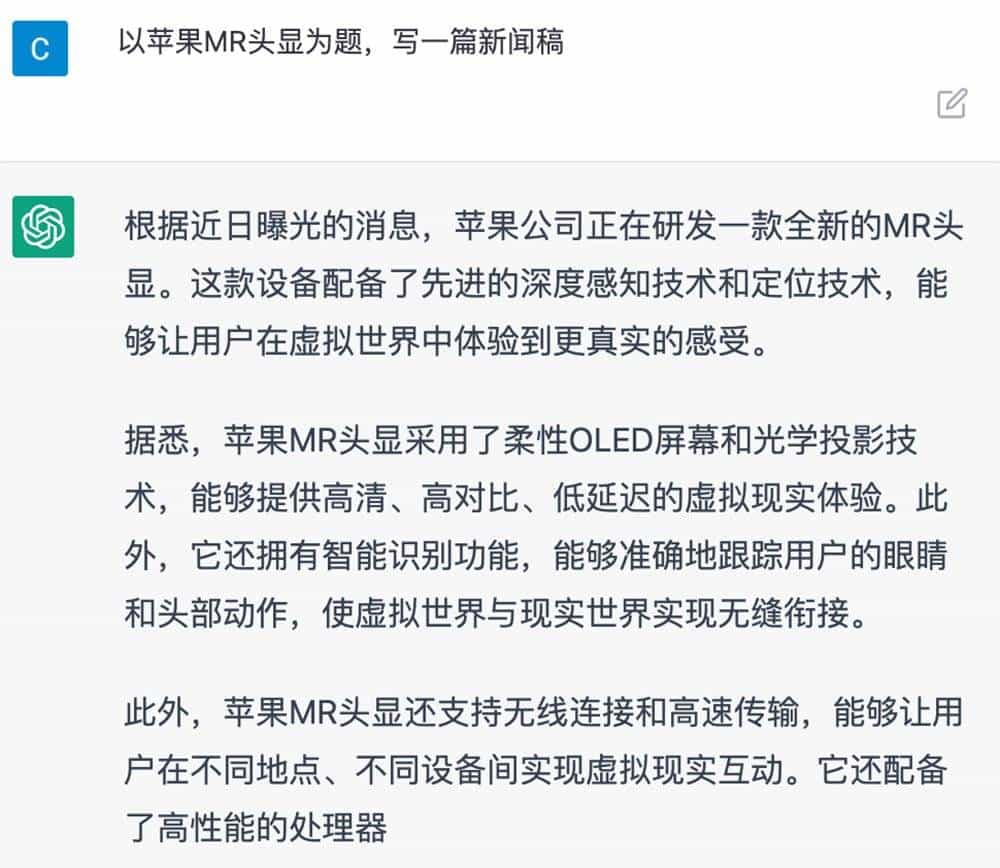 C
以苹果MR头显为题，写一篇新闻稿
根据近日曝光的消息，苹果公司正在研发一款全新的MR头
显。这款设备配备了先进的深度感知技术和定位技术，能
够让用户在虚拟世界中体验到更真实的感受。
据悉，苹果MR头显采用了柔性OLED屏幕和光学投影技
术，能够提供高清、高对比、低延迟的虚拟现实体验。此
外，它还拥有智能识别功能，能够准确地跟踪用户的眼睛
和头部动作，使虚拟世界与现实世界实现无缝衔接。
此外，苹果MR头显还支持无线连接和高速传输，能够让用
户在不同地点、不同设备间实现虚拟现实互动。它还配备
了高性能的处理器